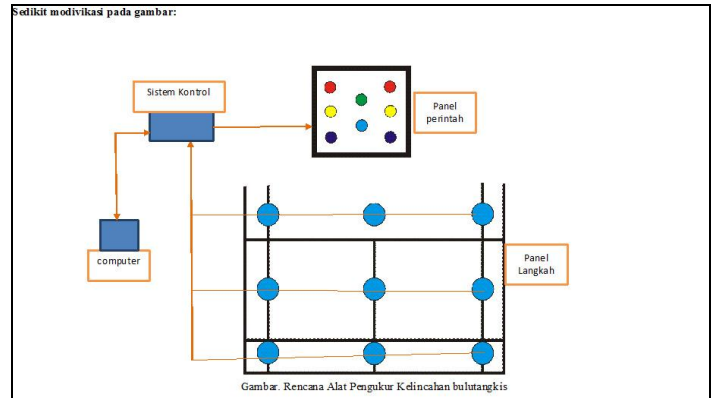 Sedikit modivikasi pada gambar:
Sistem Kontrol
Panel
perintah
computer
Panel
Langkah
Gambar. Rencana Alat Pengukur Kelincahan bulutangkis